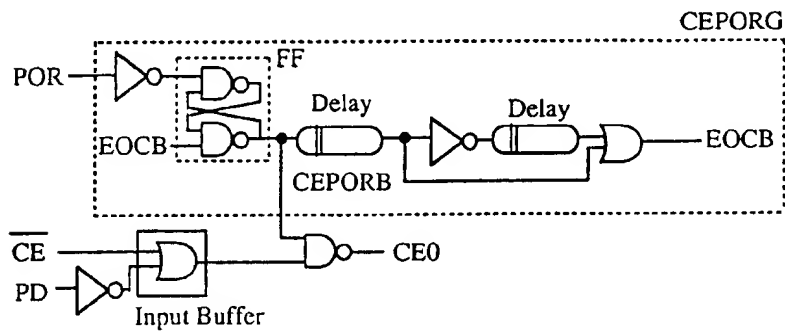 CEPORG
POR
FF
Delay
Delay
EOCB
EOCB
CEPORB
CE
CE0
PD
Input Buffer